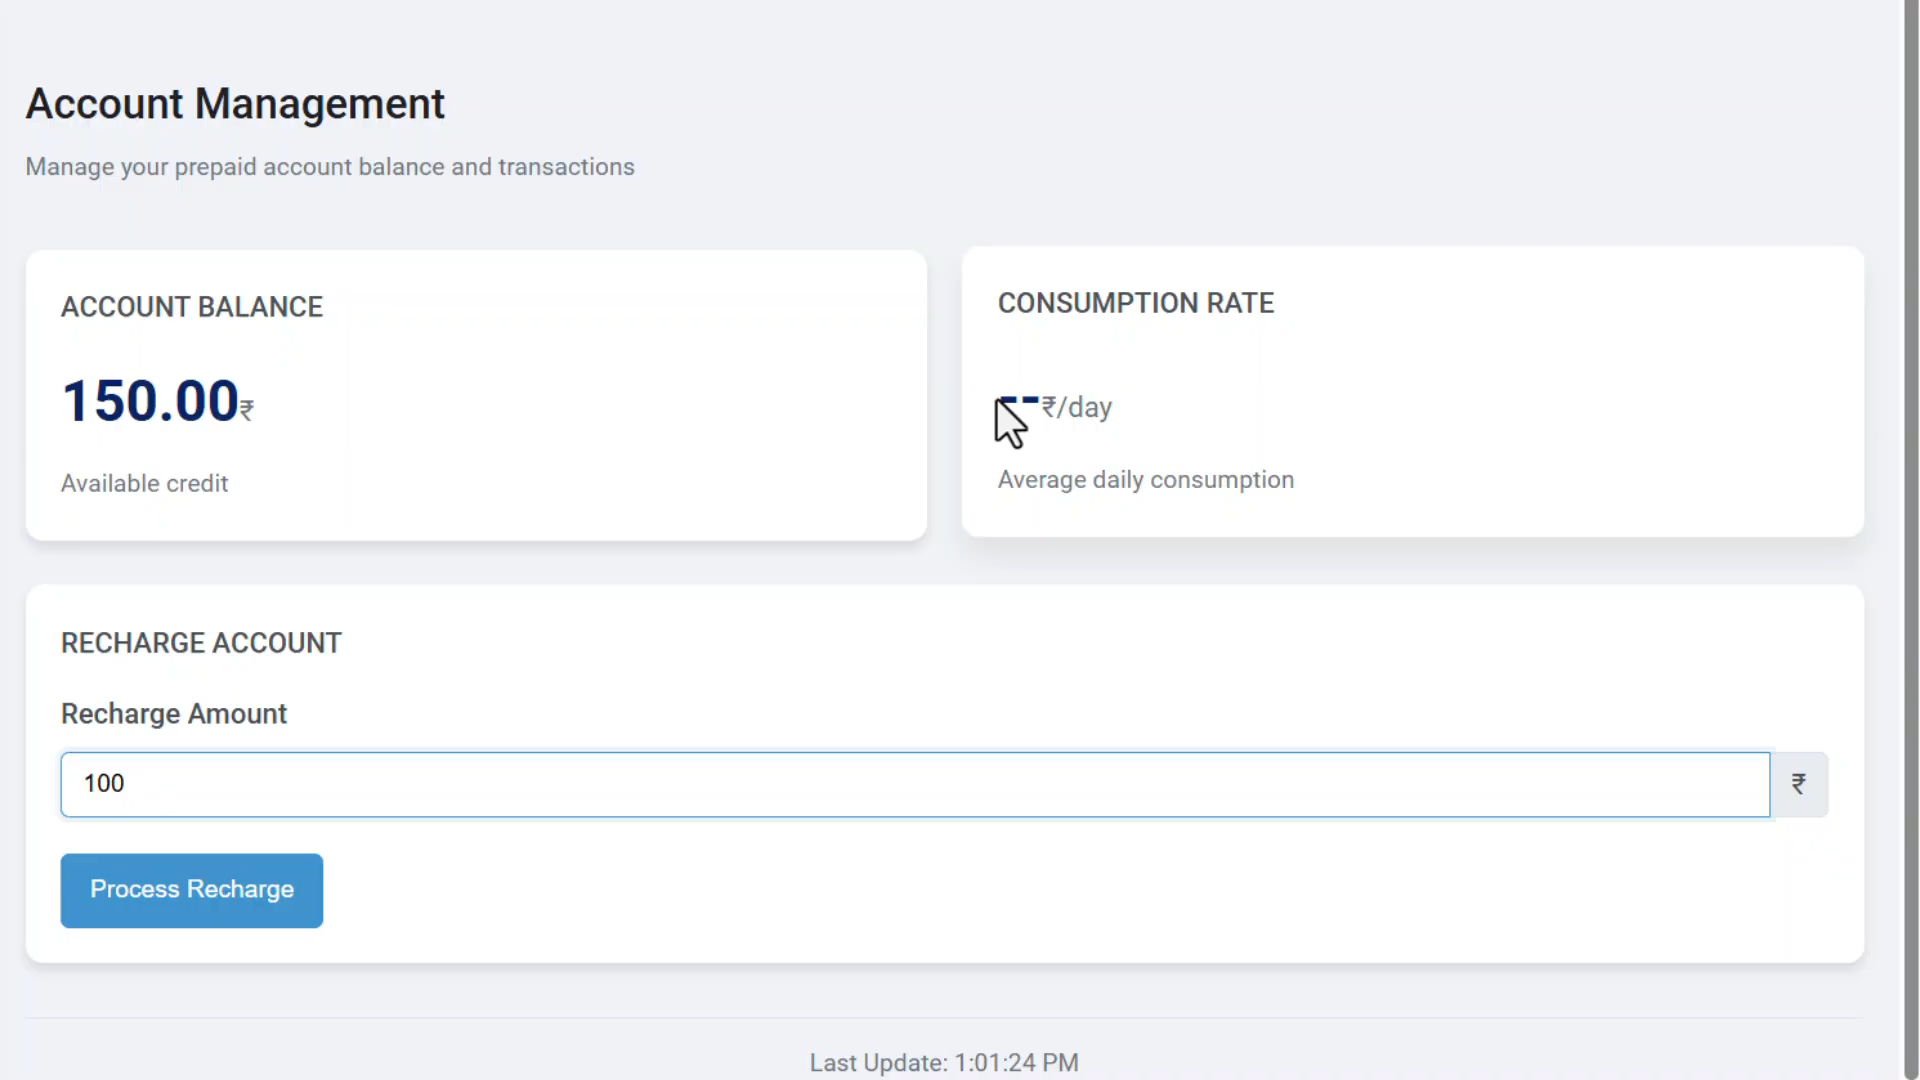 Account Management
Manage your prepaid account balance and transactions
ACCOUNT BALANCE
150.00₹
Available credit
CONSUMPTION RATE
--₹/day
Average daily consumption
RECHARGE ACCOUNT
Recharge Amount
100 ₹
Process Recharge
Last Update: 1:01:24 PM